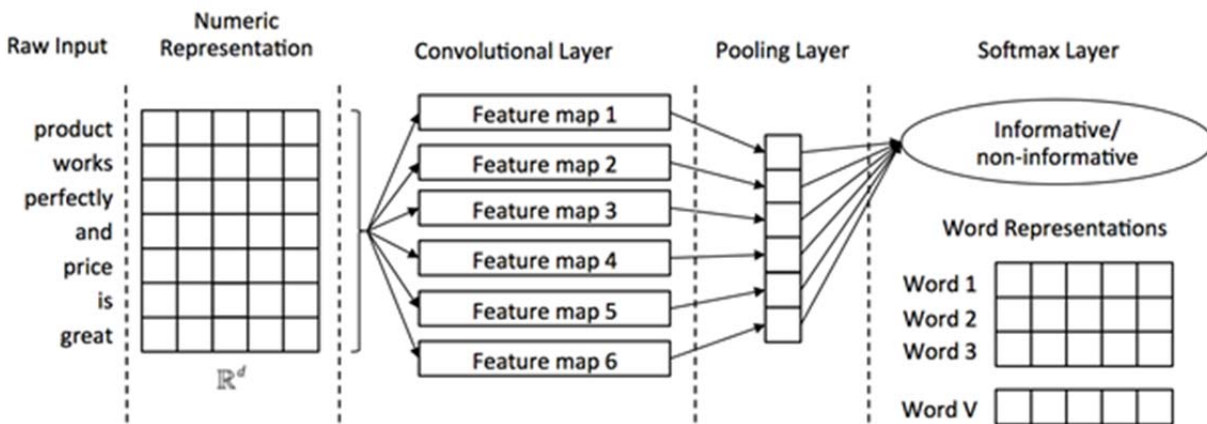 Raw Input
Numeric
Representation
Convolutional Layer
Pooling Layer
Softmax Layer
product
works
perfectly
and
price
is
great
ℝᵈ
Feature map 1
Feature map 2
Feature map 3
Feature map 4
Feature map 5
Feature map 6
Informative/
non-informative
Word Representations
Word 1
Word 2
Word 3
Word V